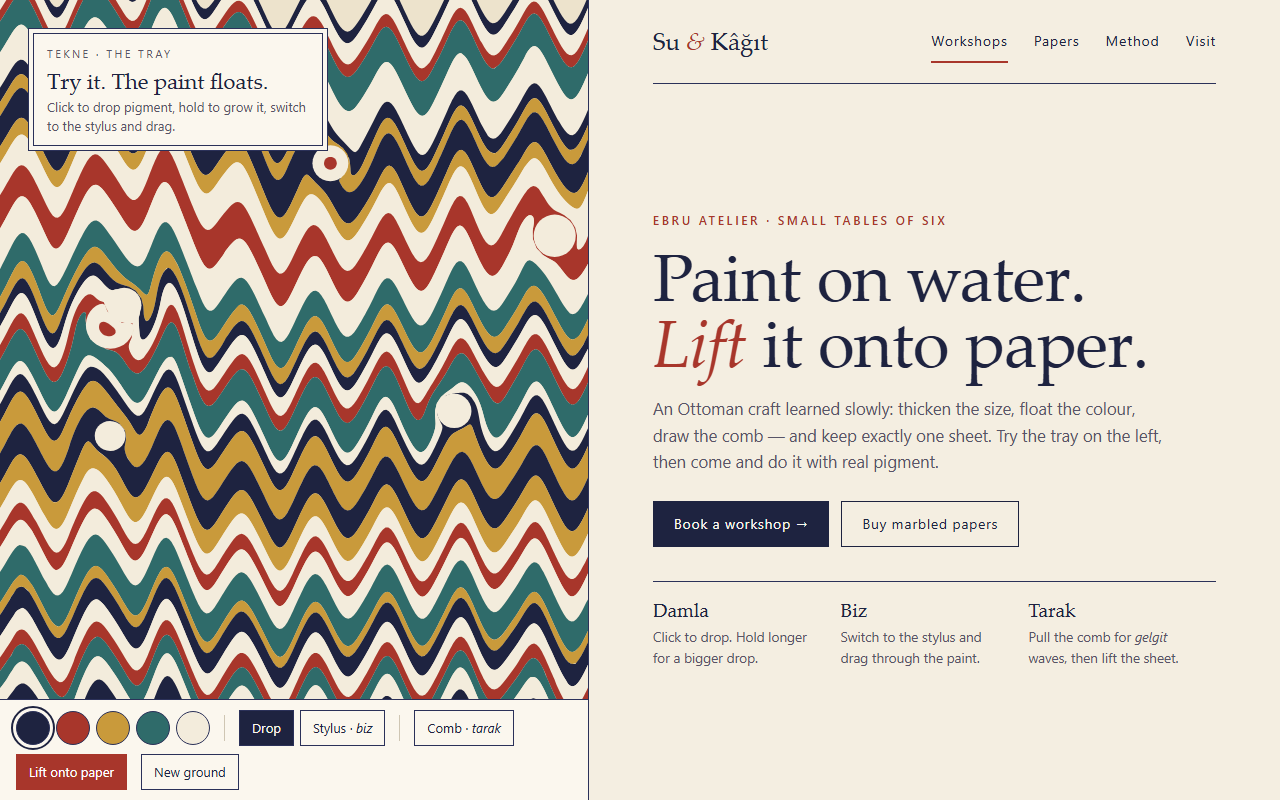 TEKNE · THE TRAY
Try it. The paint floats.
Click to drop pigment, hold to grow it, switch
to the stylus and drag.
Drop
Stylus · biz
Comb · tarak
Lift onto paper
New ground
Su & Kâğıt
Workshops
Papers
Method
Visit
EBRU ATELIER · SMALL TABLES OF SIX
Paint on water.
Lift it onto paper.
An Ottoman craft learned slowly: thicken the size, float the colour,
draw the comb — and keep exactly one sheet. Try the tray on the left,
then come and do it with real pigment.
Book a workshop →
Buy marbled papers
Damla
Click to drop. Hold longer
for a bigger drop.
Biz
Switch to the stylus and
drag through the paint.
Tarak
Pull the comb for gelgit
waves, then lift the sheet.